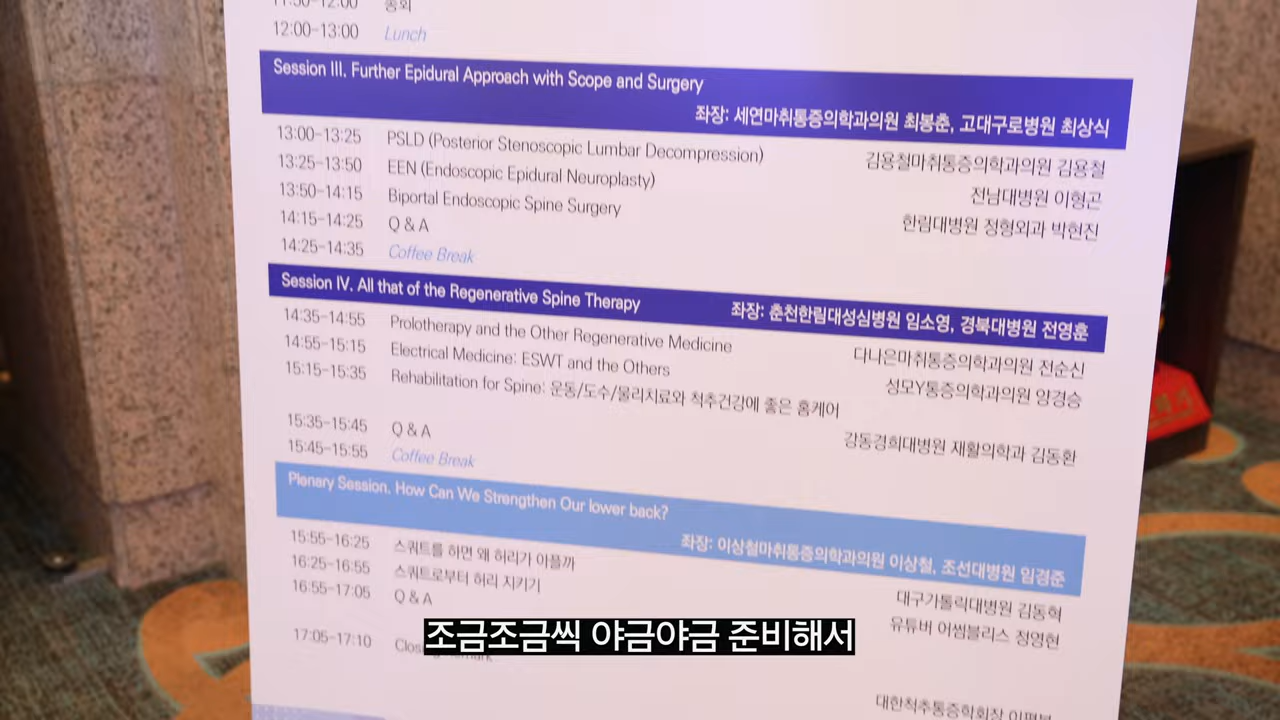 11:50-12:00 총회
12:00-13:00 Lunch
Session III. Further Epidural Approach with Scope and Surgery
좌장: 세연마취통증의학과의원 최봉춘, 고대구로병원 최상식
13:00-13:25 PSLD (Posterior Stenoscopic Lumbar Decompression) 김용철마취통증의학과의원 김용철
13:25-13:50 EEN (Endoscopic Epidural Neuroplasty) 전남대병원 이형곤
13:50-14:15 Biportal Endoscopic Spine Surgery 한림대병원 정형외과 박현진
14:15-14:25 Q & A
14:25-14:35 Coffee Break
Session IV. All that of the Regenerative Spine Therapy 좌장: 춘천한림대성심병원 임소영, 경북대병원 전영훈
14:35-14:55 Prolotherapy and the Other Regenerative Medicine 다나은마취통증의학과의원 전순신
14:55-15:15 Electrical Medicine: ESWT and the Others 성모Y통증의학과의원 양경승
15:15-15:35 Rehabilitation for Spine: 운동/도수/물리치료와 척추건강에 좋은 홈케어
강동경희대병원 재활의학과 김동환
15:35-15:45 Q & A
15:45-15:55 Coffee Break
Plenary Session. How Can We Strengthen Our lower back?
좌장: 이상철마취통증의학과의원 이상철, 조선대병원 임경준
15:55-16:25 스쿼트를 하면 왜 허리가 아플까 대구가톨릭대병원 김동혁
16:25-16:55 스쿼트로부터 허리 지키기 유튜버 어썸블리스 정영현
16:55-17:05 Q & A
17:05-17:10
대한척추통증학회장
조금조금씩 야금야금 준비해서